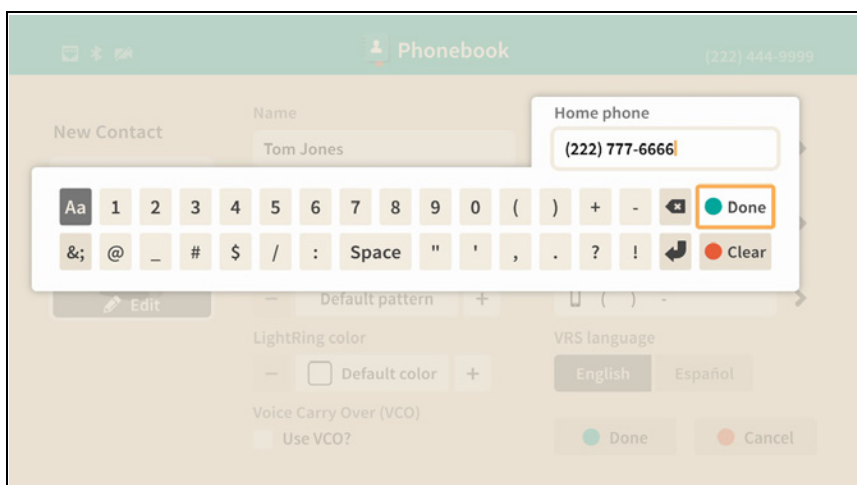 Phonebook
(222) 444-9999
New Contact
Name
Tom Jones
Home phone
(222) 777-6666
Aa 1 2 3 4 5 6 7 8 9 0 ( ) + - Done
&; @ _ # $ / : Space " ' , . ? ! Clear
Edit
Default pattern
( ) -
LightRing color
Default color
VRS language
English Español
Voice Carry Over (VCO)
Use VCO?
Done Cancel